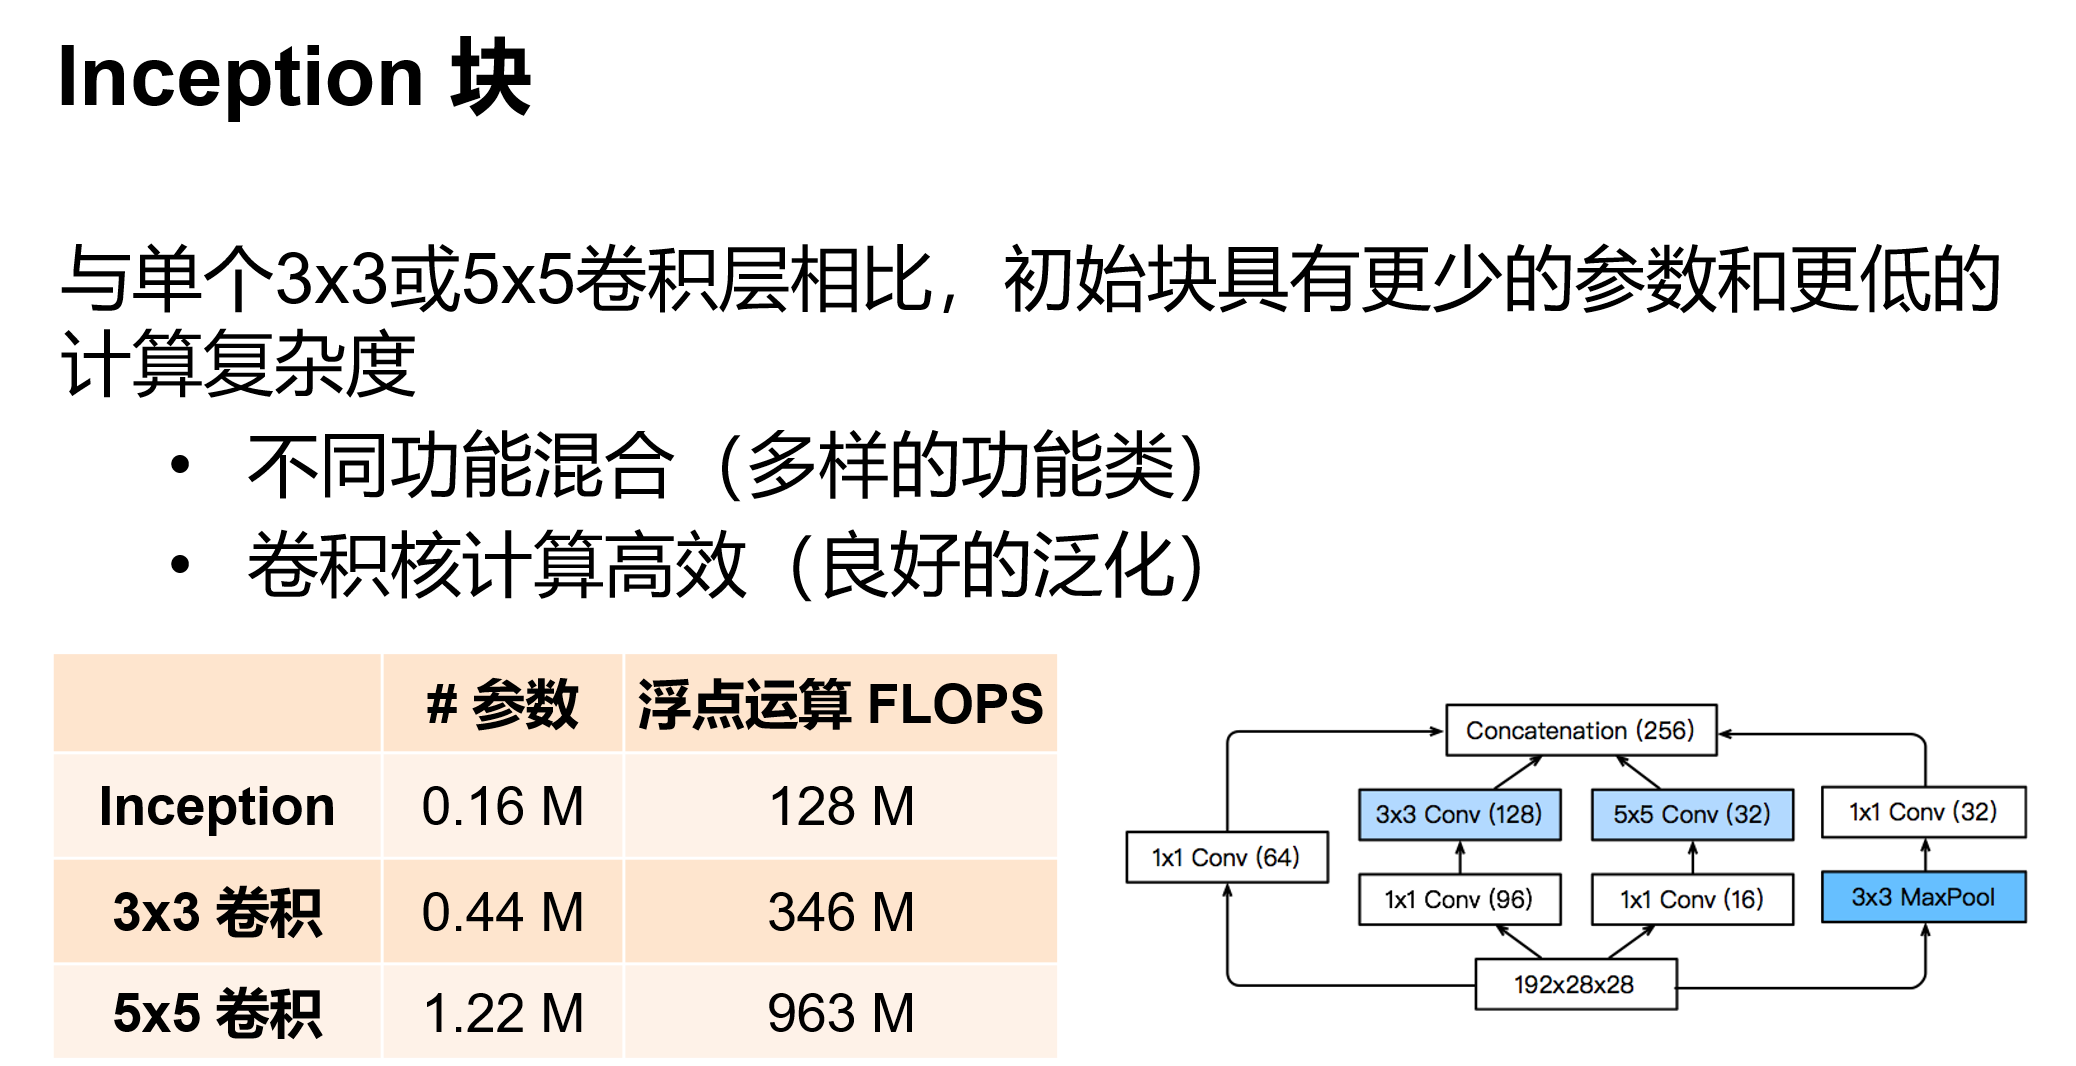 Inception 块
与单个3x3或5x5卷积层相比，初始块具有更少的参数和更低的
计算复杂度
• 不同功能混合（多样的功能类）
• 卷积核计算高效（良好的泛化）
# 参数 浮点运算 FLOPS
Inception 0.16 M 128 M
3x3 卷积 0.44 M 346 M
5x5 卷积 1.22 M 963 M
Concatenation (256)
3x3 Conv (128) 5x5 Conv (32) 1x1 Conv (32)
1x1 Conv (64)
1x1 Conv (96) 1x1 Conv (16) 3x3 MaxPool
192x28x28